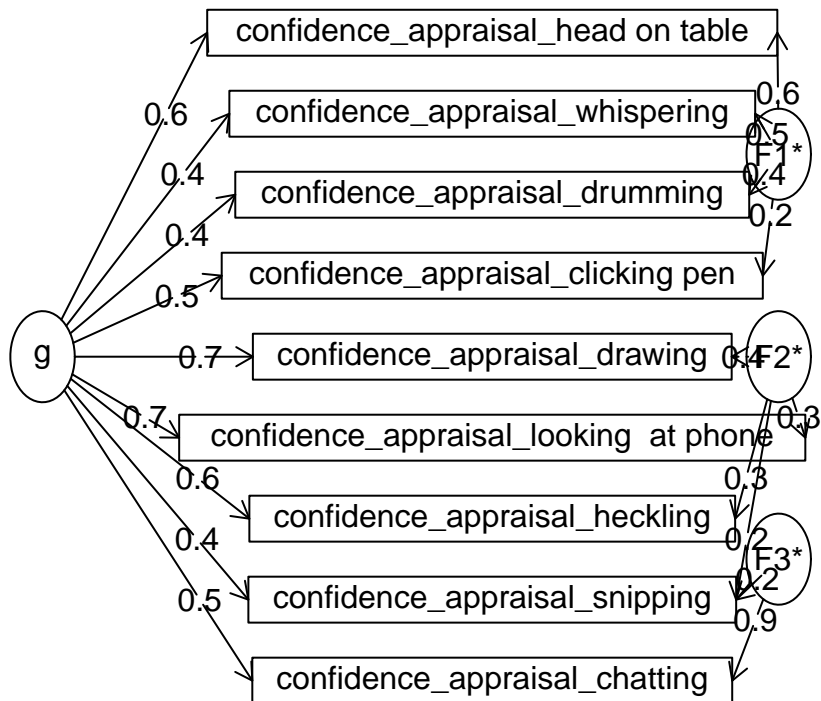 confidence_appraisal_head on table
0.6
0.6
confidence_appraisal_whispering
0.5
F1*
0.4
0.4
confidence_appraisal_drumming
0.4
0.2
confidence_appraisal_clicking pen
0.5
g
0.7
confidence_appraisal_drawing
0.4
F2*
0.7
confidence_appraisal_looking  at phone
0.3
0.6
0.3
confidence_appraisal_heckling
0.4
0.2
F3*
0.2
confidence_appraisal_snipping
0.5
0.9
confidence_appraisal_chatting